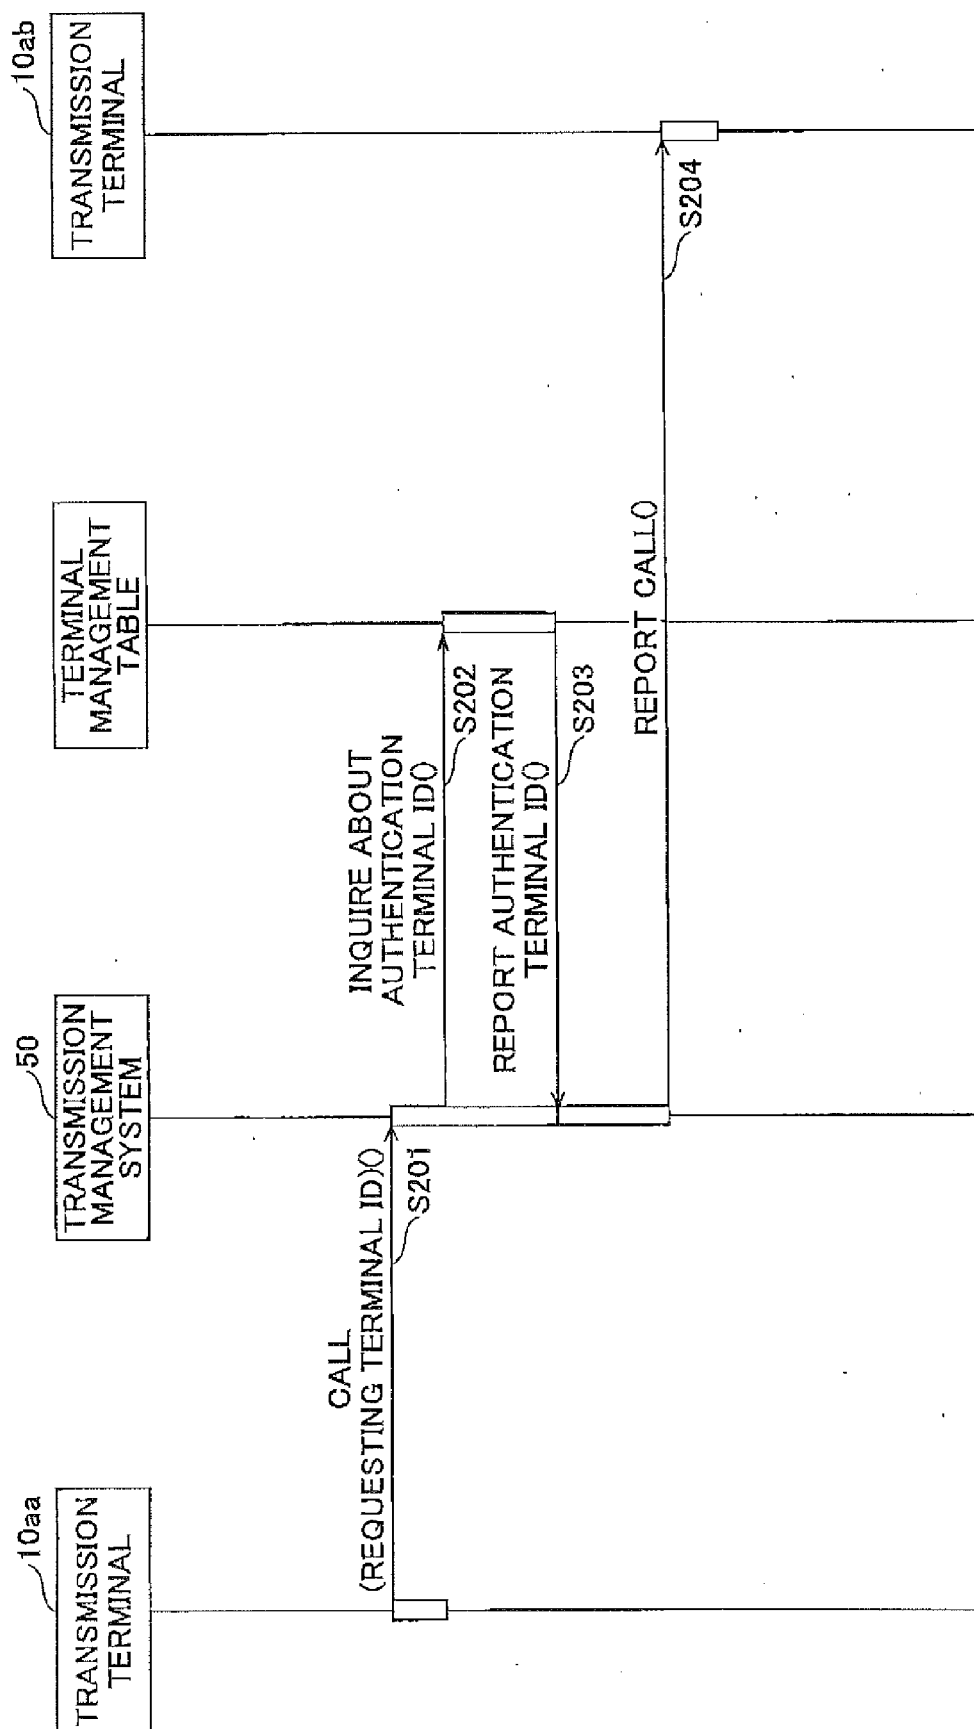 10aa
TRANSMISSION
TERMINAL
50
TRANSMISSION
MANAGEMENT
SYSTEM
TERMINAL
MANAGEMENT
TABLE
10ab
TRANSMISSION
TERMINAL
CALL
(REQUESTING TERMINAL ID)()
S201
INQUIRE ABOUT
AUTHENTICATION
TERMINAL ID()
S202
REPORT AUTHENTICATION
TERMINAL ID()
S203
REPORT CALL()
S204